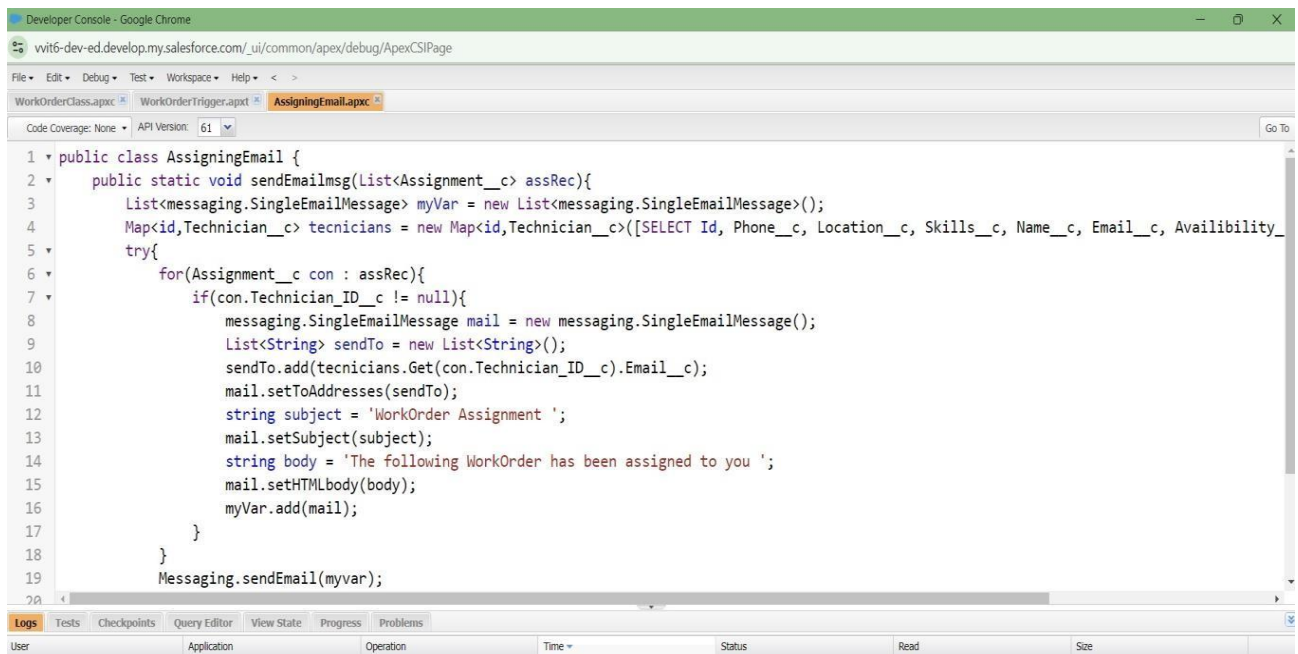 Developer Console - Google Chrome
vvit6-dev-ed.develop.my.salesforce.com/_ui/common/apex/debug/ApexCSIPage
File Edit Debug Test Workspace Help < >
WorkOrderClass.apxc WorkOrderTrigger.apxt AssigningEmail.apxc
Code Coverage: None API Version: 61 Go To
1 public class AssigningEmail {
2 public static void sendEmailmsg(List<Assignment__c> assRec){
3 List<messaging.SingleEmailMessage> myVar = new List<messaging.SingleEmailMessage>();
4 Map<id,Technician__c> tecnicians = new Map<id,Technician__c>([SELECT Id, Phone__c, Location__c, Skills__c, Name__c, Email__c, Availibility_
5 try{
6 for(Assignment__c con : assRec){
7 if(con.Technician_ID__c != null){
8 messaging.SingleEmailMessage mail = new messaging.SingleEmailMessage();
9 List<String> sendTo = new List<String>();
10 sendTo.add(tecnicians.Get(con.Technician_ID__c).Email__c);
11 mail.setToAddresses(sendTo);
12 string subject = 'WorkOrder Assignment ';
13 mail.setSubject(subject);
14 string body = 'The following WorkOrder has been assigned to you ';
15 mail.setHTMLbody(body);
16 myVar.add(mail);
17 }
18 }
19 Messaging.sendEmail(myvar);
20
Logs Tests Checkpoints Query Editor View State Progress Problems
User Application Operation Time Status Read Size